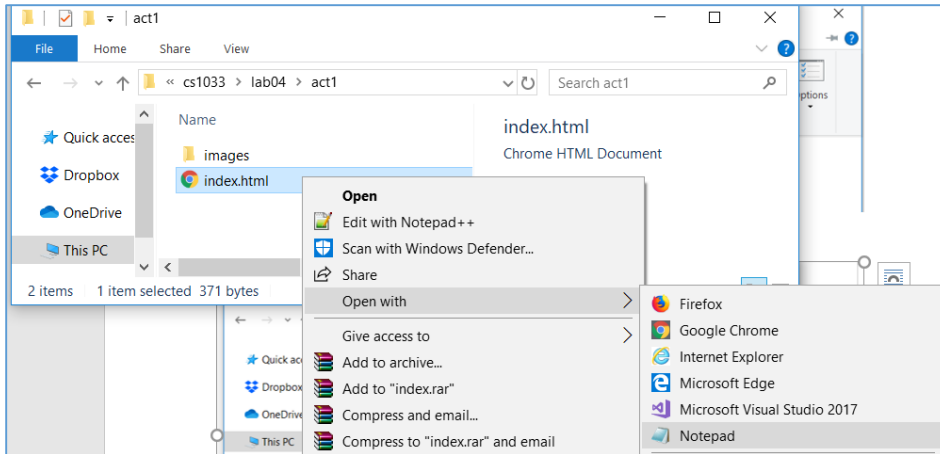 act1
File Home Share View
« cs1033 > lab04 > act1
Search act1
Name
Quick acces
images
index.html
Dropbox
OneDrive
This PC
index.html
Chrome HTML Document
2 items 1 item selected 371 bytes
Open
Edit with Notepad++
Scan with Windows Defender...
Share
Open with
Give access to
Add to archive...
Add to "index.rar"
Compress and email...
Compress to "index.rar" and email
Firefox
Google Chrome
Internet Explorer
Microsoft Edge
Microsoft Visual Studio 2017
Notepad
ptions
Quick ac
Dropbox
OneDrive
This PC